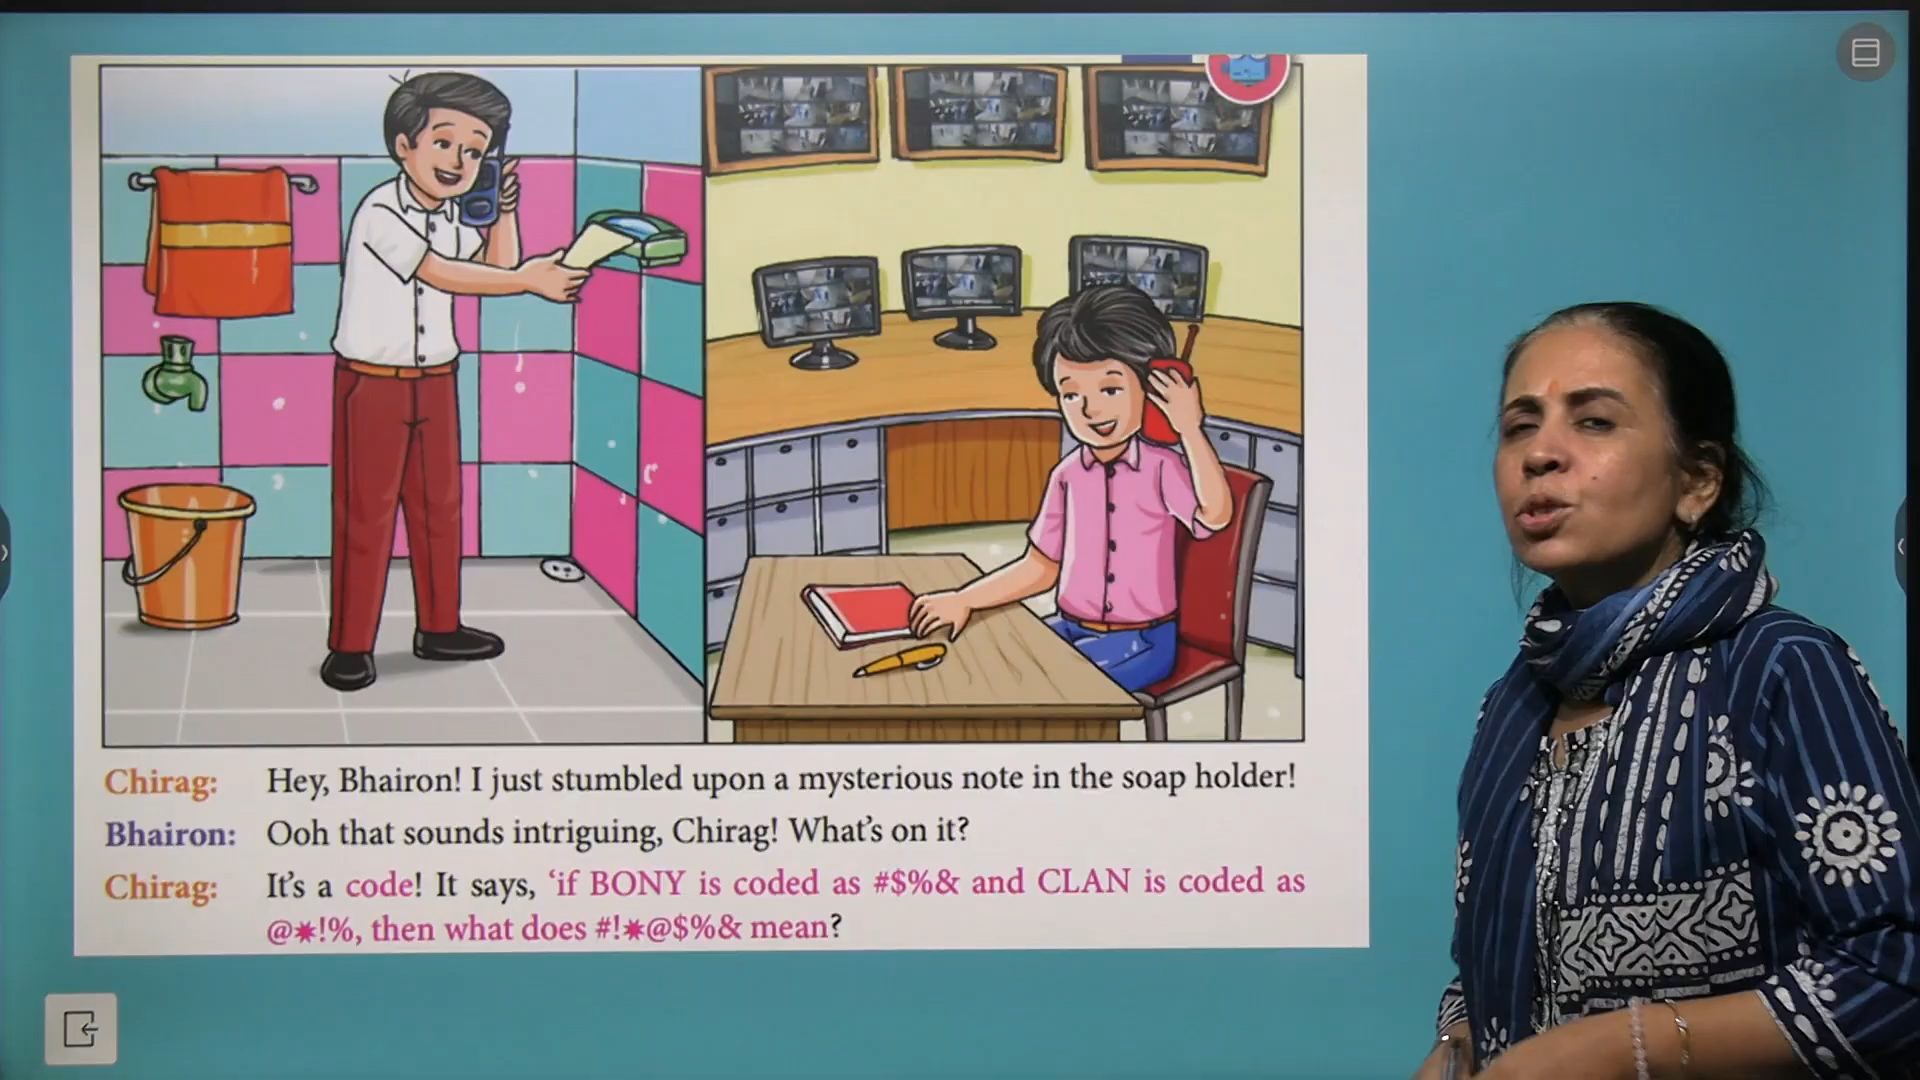 Chirag: Hey, Bhairon! I just stumbled upon a mysterious note in the soap holder!
Bhairon: Ooh that sounds intriguing, Chirag! What's on it?
Chirag: It's a code! It says, ‘if BONY is coded as #$%& and CLAN is coded as
@✷!%, then what does #!✷@$%& mean?